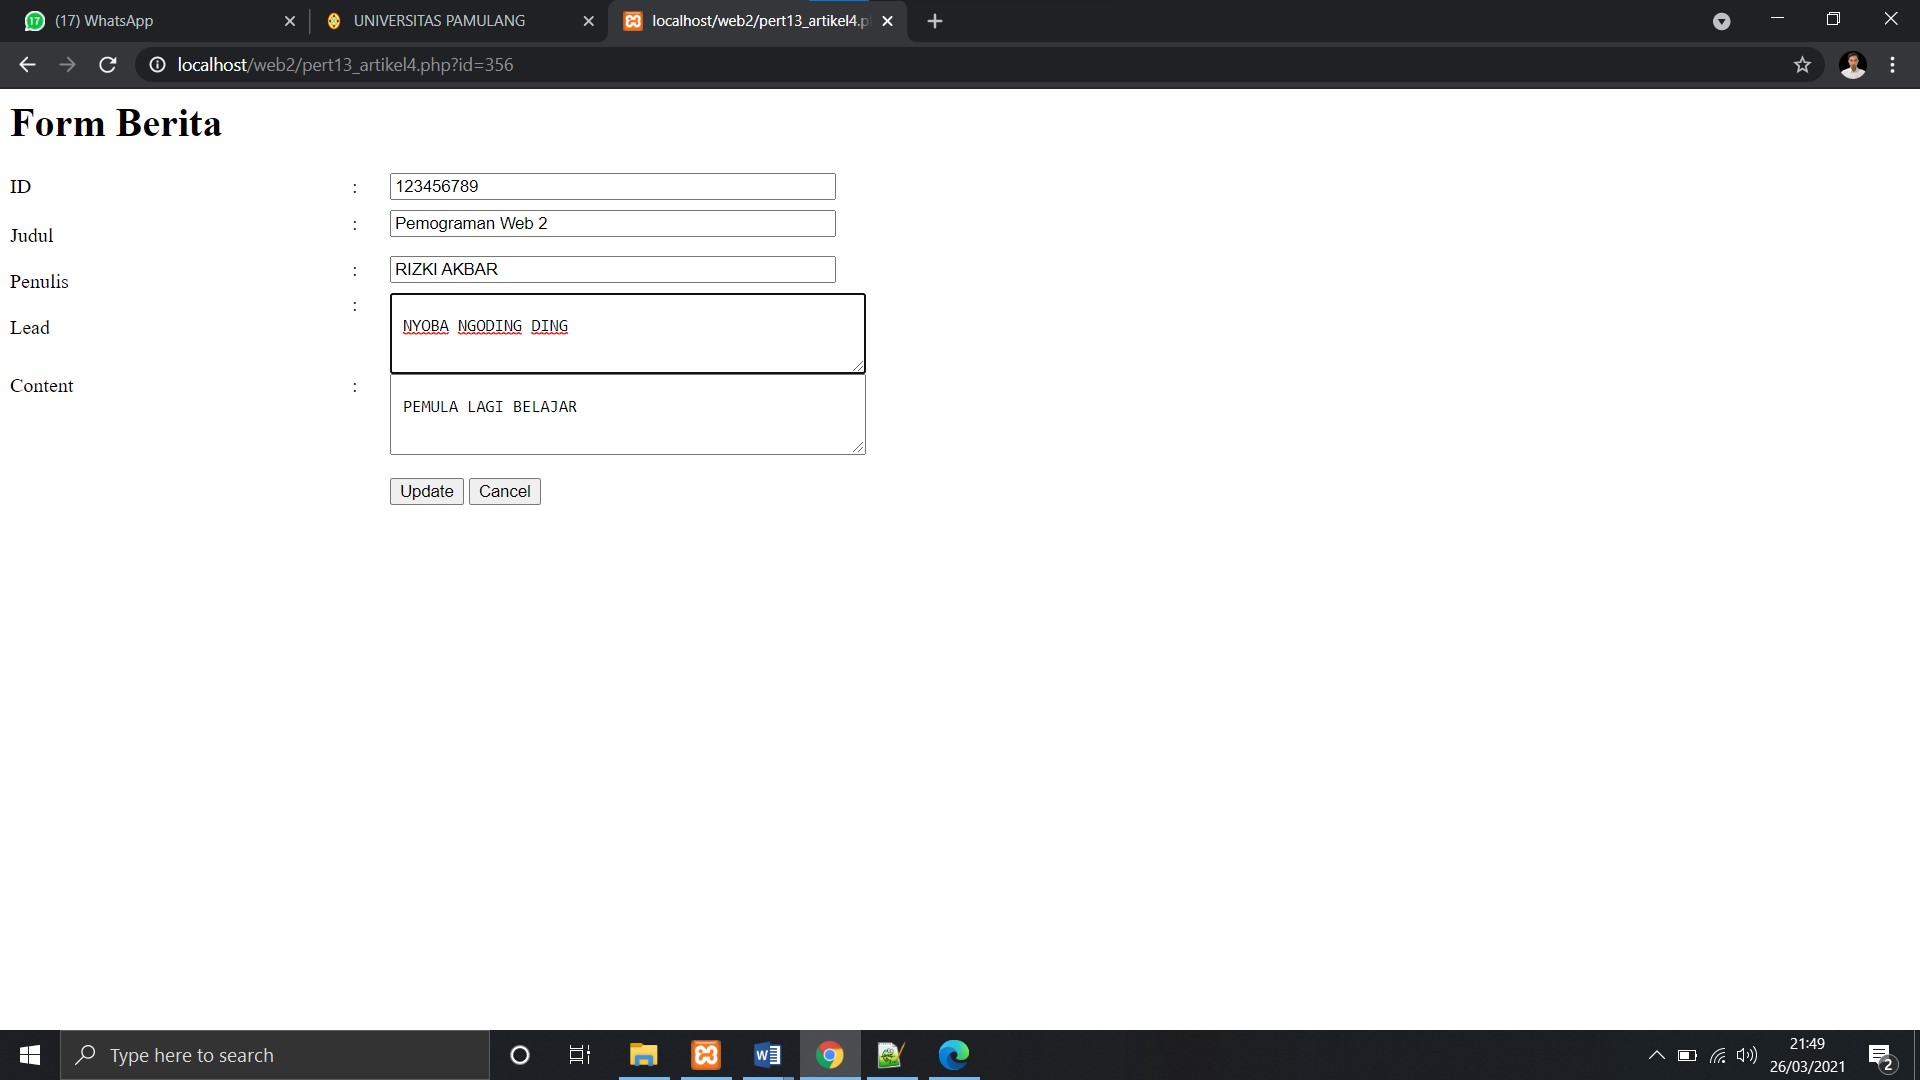 (17) WhatsApp
UNIVERSITAS PAMULANG
localhost/web2/pert13_artikel4.p
localhost/web2/pert13_artikel4.php?id=356
Form Berita
ID : 123456789
Judul : Pemograman Web 2
Penulis : RIZKI AKBAR
Lead : NYOBA NGODING DING
Content : PEMULA LAGI BELAJAR
Update Cancel
Type here to search
21:49
26/03/2021
2